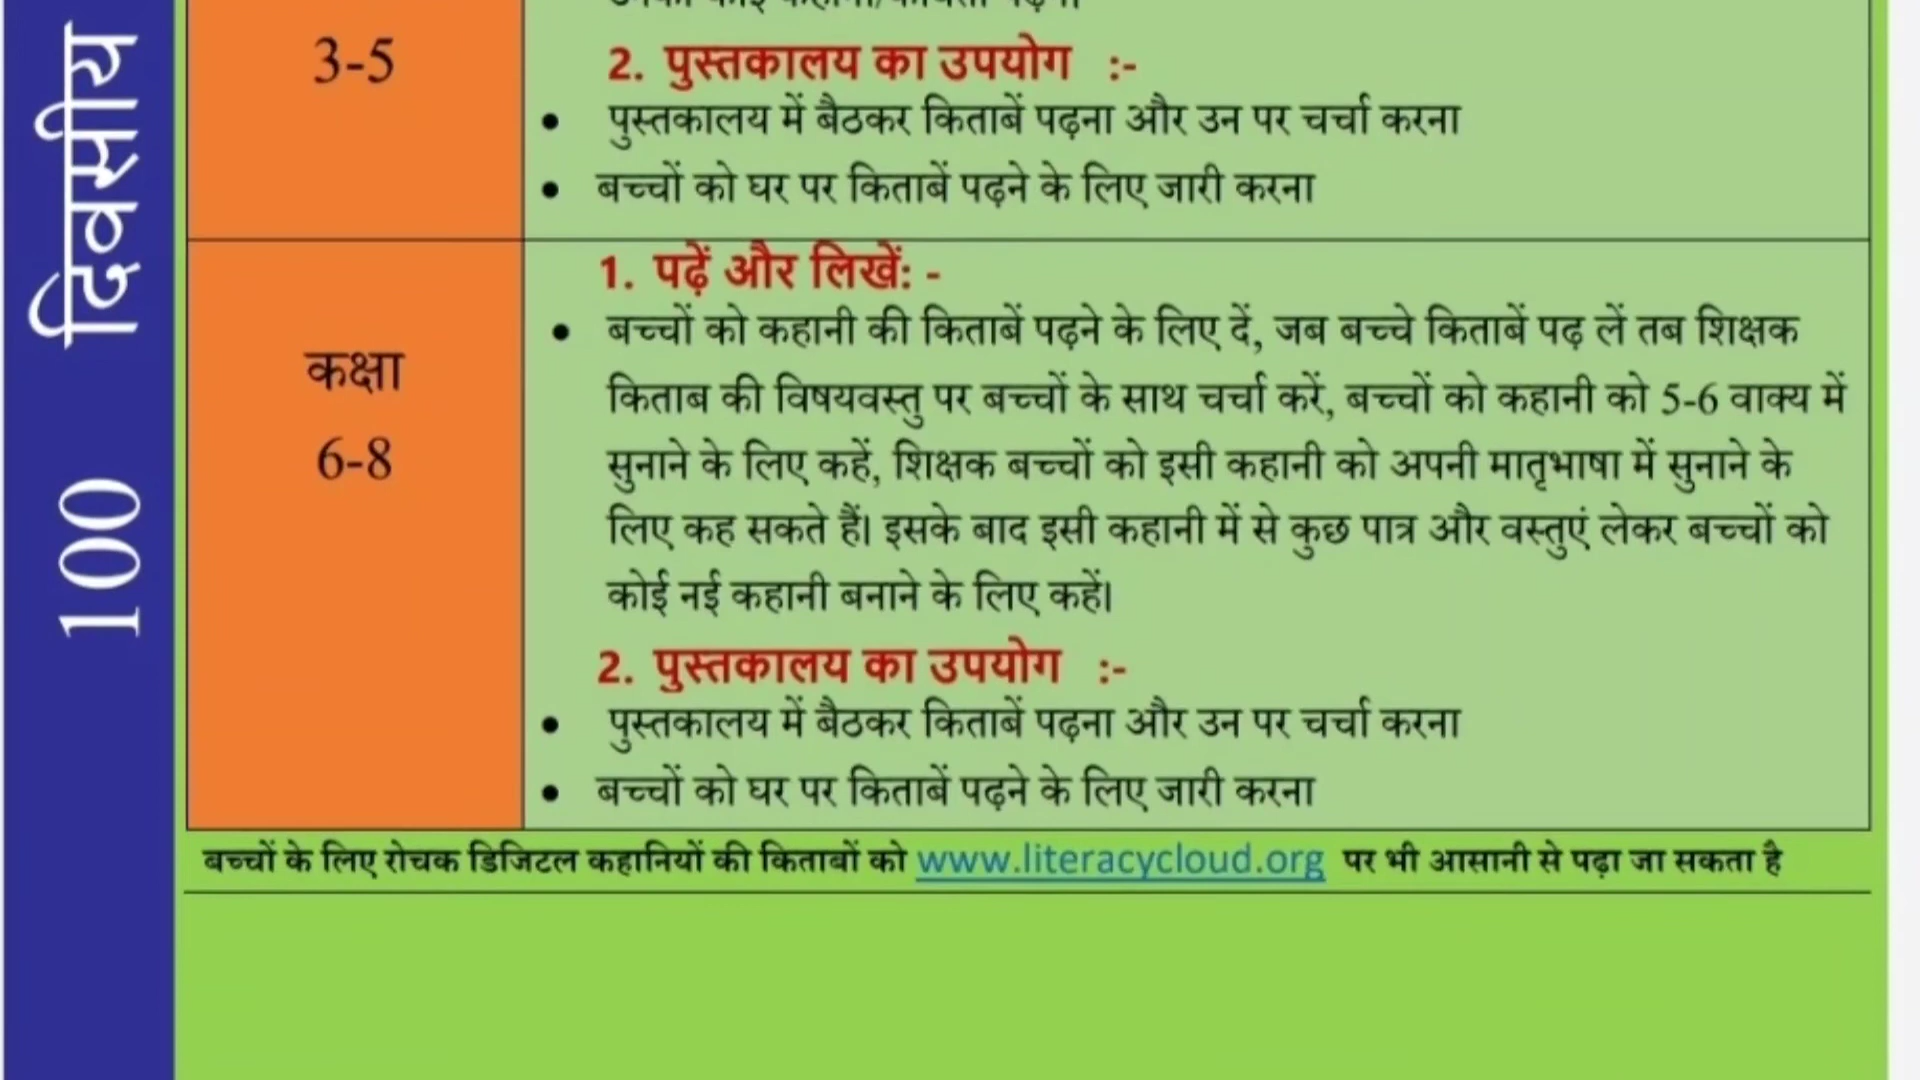 100 दिवसीय
3-5
2. पुस्तकालय का उपयोग :-
• पुस्तकालय में बैठकर किताबें पढ़ना और उन पर चर्चा करना
• बच्चों को घर पर किताबें पढ़ने के लिए जारी करना
कक्षा
6-8
1. पढ़ें और लिखें: -
• बच्चों को कहानी की किताबें पढ़ने के लिए दें, जब बच्चे किताबें पढ़ लें तब शिक्षक
किताब की विषयवस्तु पर बच्चों के साथ चर्चा करें, बच्चों को कहानी को 5-6 वाक्य में
सुनाने के लिए कहें, शिक्षक बच्चों को इसी कहानी को अपनी मातृभाषा में सुनाने के
लिए कह सकते हैं। इसके बाद इसी कहानी में से कुछ पात्र और वस्तुएं लेकर बच्चों को
कोई नई कहानी बनाने के लिए कहें।
2. पुस्तकालय का उपयोग :-
• पुस्तकालय में बैठकर किताबें पढ़ना और उन पर चर्चा करना
• बच्चों को घर पर किताबें पढ़ने के लिए जारी करना
बच्चों के लिए रोचक डिजिटल कहानियों की किताबों को www.literacycloud.org पर भी आसानी से पढ़ा जा सकता है